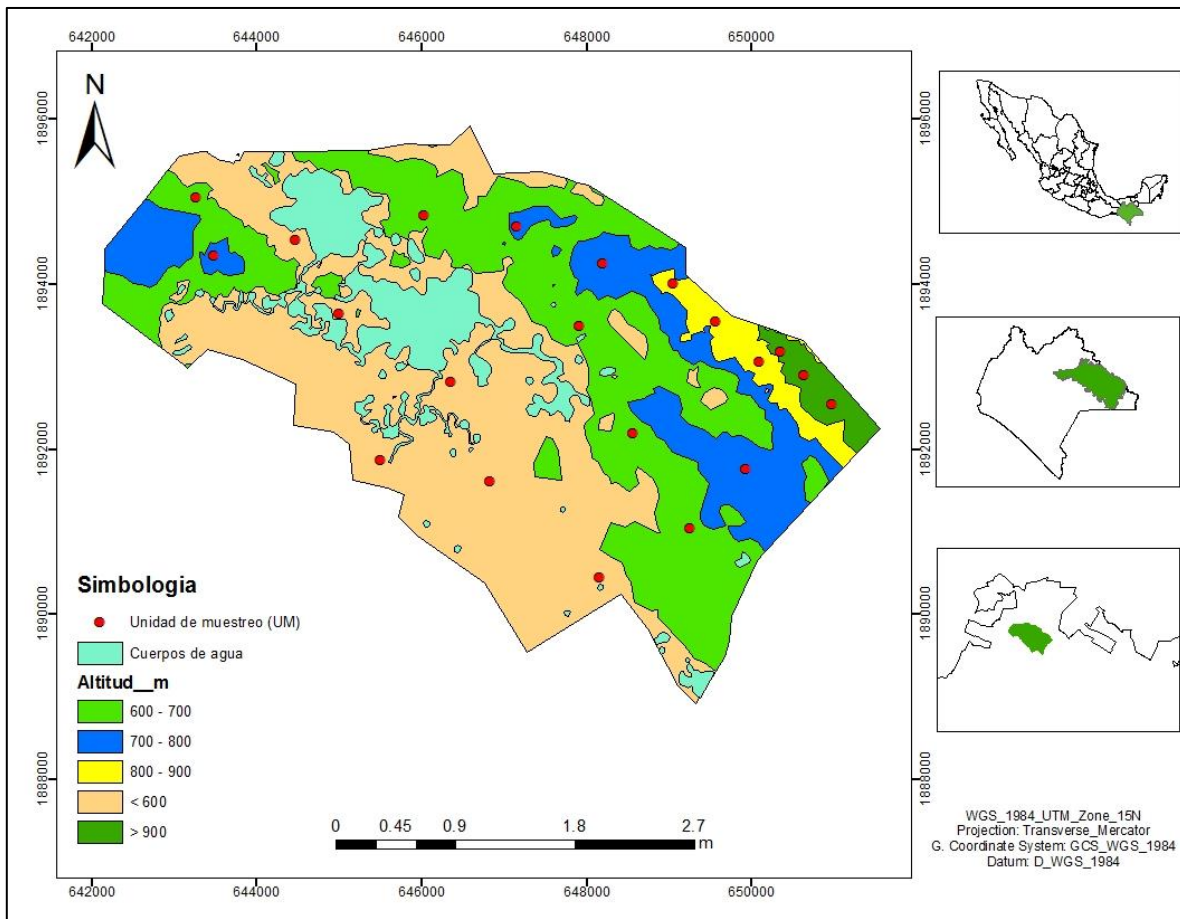 642000 644000 646000 648000 650000
N
1896000 1896000
1894000 1894000
1892000 1892000
1890000 1890000
1888000 1888000
Simbologia
Unidad de muestreo (UM)
Cuerpos de agua
Altitud__m
600 - 700
700 - 800
800 - 900
< 600
> 900
0 0.45 0.9 1.8 2.7
m
642000 644000 646000 648000 650000
WGS_1984_UTM_Zone_15N
Projection: Transverse_Mercator
G. Coordinate System: GCS_WGS_1984
Datum: D_WGS_1984